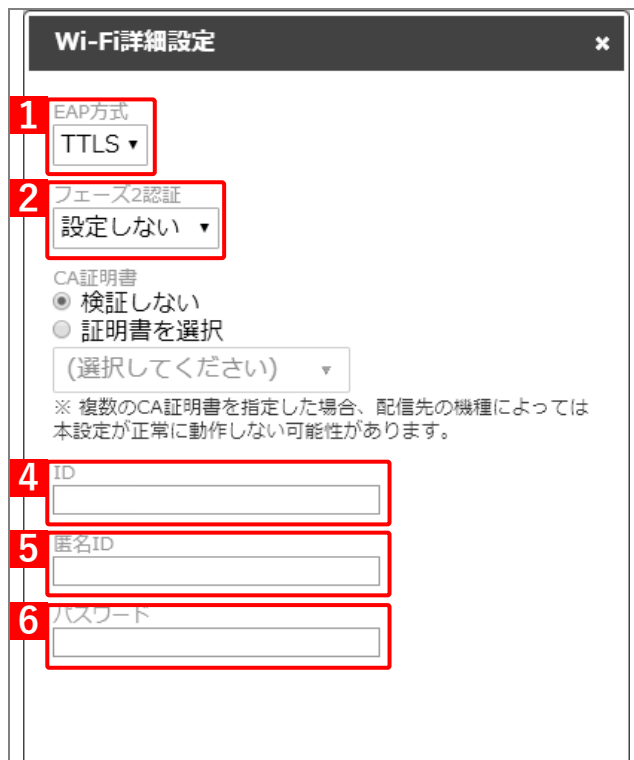 Wi-Fi詳細設定 ×
1 EAP方式
TTLS
2 フェーズ2認証
設定しない
CA証明書
検証しない
証明書を選択
(選択してください)
※ 複数のCA証明書を指定した場合、配信先の機種によっては
本設定が正常に動作しない可能性があります。
4 ID
5 匿名ID
6 パスワード